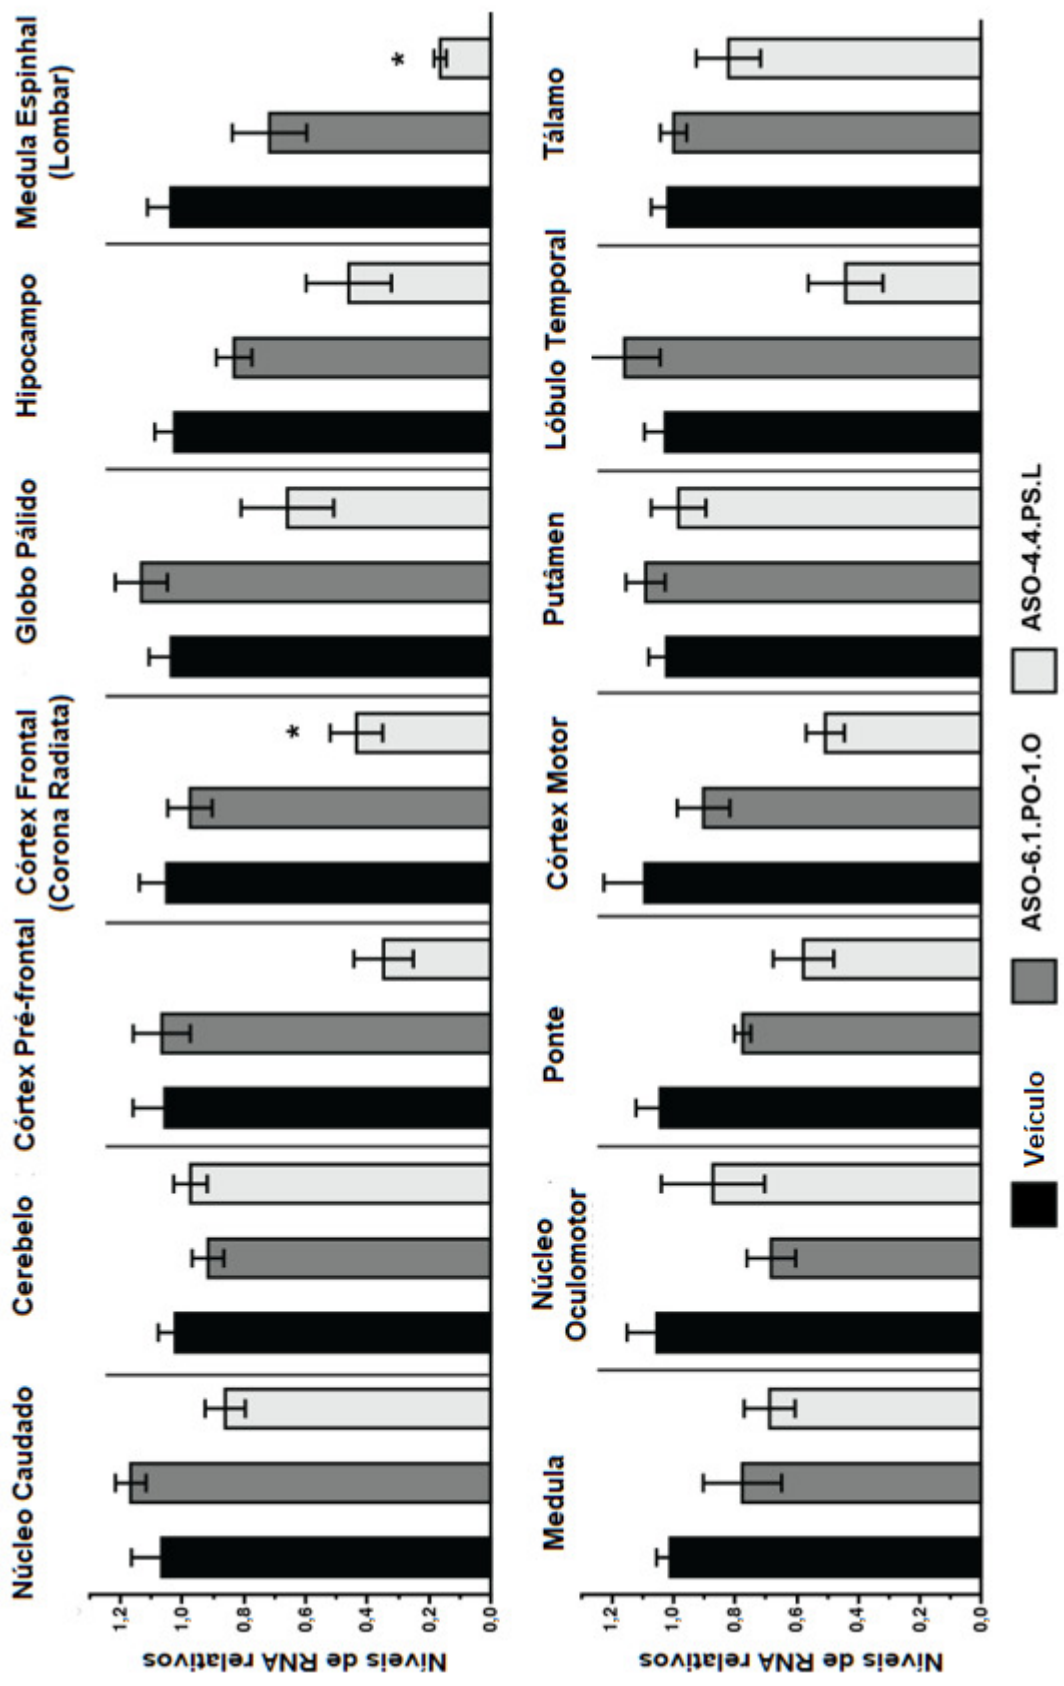 Núcleo Caudado
Cerebelo
Córtex Pré-frontal
Córtex Frontal
(Corona Radiata)
Globo Pálido
Hipocampo
Medula Espinhal
(Lombar)
Níveis de RNA relativos
1,2
1,0
0,8
0,6
0,4
0,2
0,0
*
*
Medula
Núcleo
Oculomotor
Ponte
Córtex Motor
Putámen
Lóbulo Temporal
Tálamo
Níveis de RNA relativos
1,2
1,0
0,8
0,6
0,4
0,2
0,0
Veículo
ASO-6.1.PO-1.O
ASO-4.4.PS.L